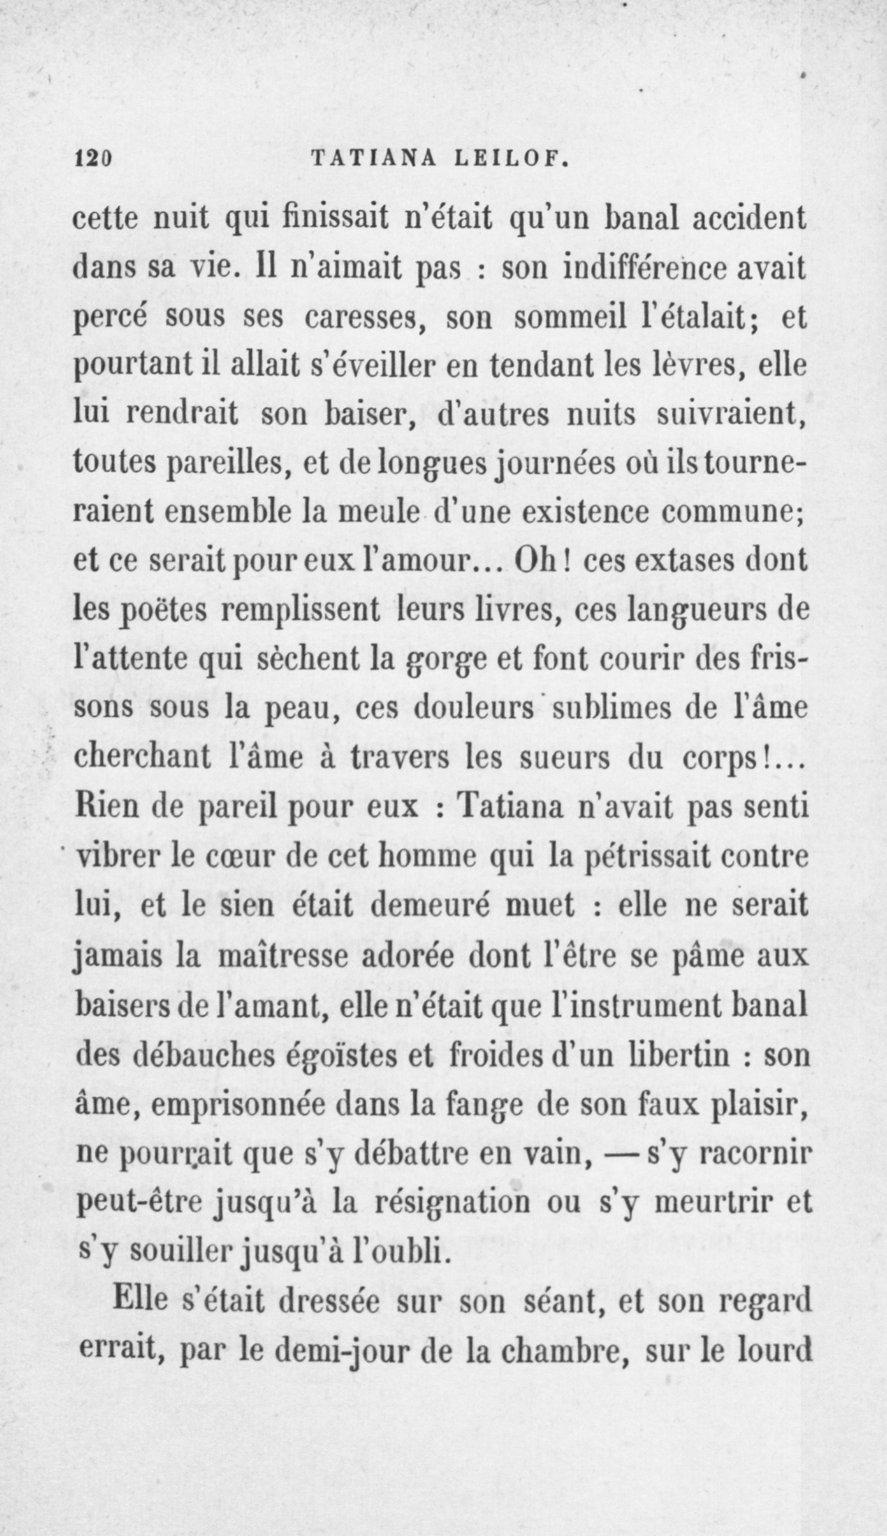 120 TATIANA LEILOF.
cette nuit qui finissait n'était qu'un banal accident
dans sa vie. Il n'aimait pas : son indifférence avait
percé sous ses caresses, son sommeil l'étalait; et
pourtant il allait s'éveiller en tendant les lèvres, elle
lui rendrait son baiser, d'autres nuits suivraient,
toutes pareilles, et de longues journées où ils tourne-
raient ensemble la meule d'une existence commune;
et ce serait pour eux l'amour... Oh! ces extases dont
les poëtes remplissent leurs livres, ces langueurs de
l'attente qui sèchent la gorge et font courir des fris-
sons sous la peau, ces douleurs sublimes de l'âme
cherchant l'âme à travers les sueurs du corps!...
Rien de pareil pour eux : Tatiana n'avait pas senti
vibrer le cœur de cet homme qui la pétrissait contre
lui, et le sien était demeuré muet : elle ne serait
jamais la maîtresse adorée dont l'être se pâme aux
baisers de l'amant, elle n'était que l'instrument banal
des débauches égoïstes et froides d'un libertin : son
âme, emprisonnée dans la fange de son faux plaisir,
ne pourrait que s'y débattre en vain, — s'y racornir
peut-être jusqu'à la résignation ou s'y meurtrir et
s'y souiller jusqu'à l'oubli.
Elle s'était dressée sur son séant, et son regard
errait, par le demi-jour de la chambre, sur le lourd